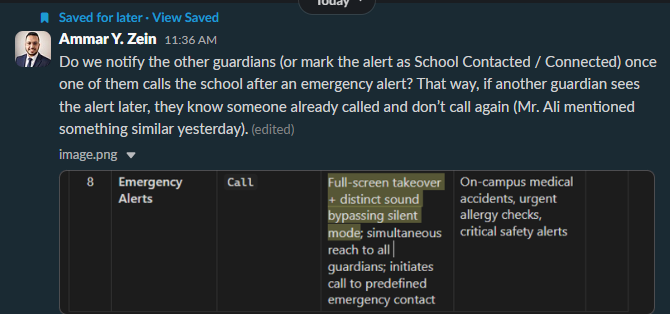 Today
Saved for later · View Saved
Ammar Y. Zein 11:36 AM
Do we notify the other guardians (or mark the alert as School Contacted / Connected) once
one of them calls the school after an emergency alert? That way, if another guardian sees
the alert later, they know someone already called and don’t call again (Mr. Ali mentioned
something similar yesterday). (edited)
image.png
8 Emergency Alerts
Call
Full-screen takeover
+ distinct sound
bypassing silent
mode; simultaneous
reach to all
guardians; initiates
call to predefined
emergency contact
On-campus medical
accidents, urgent
allergy checks,
critical safety alerts